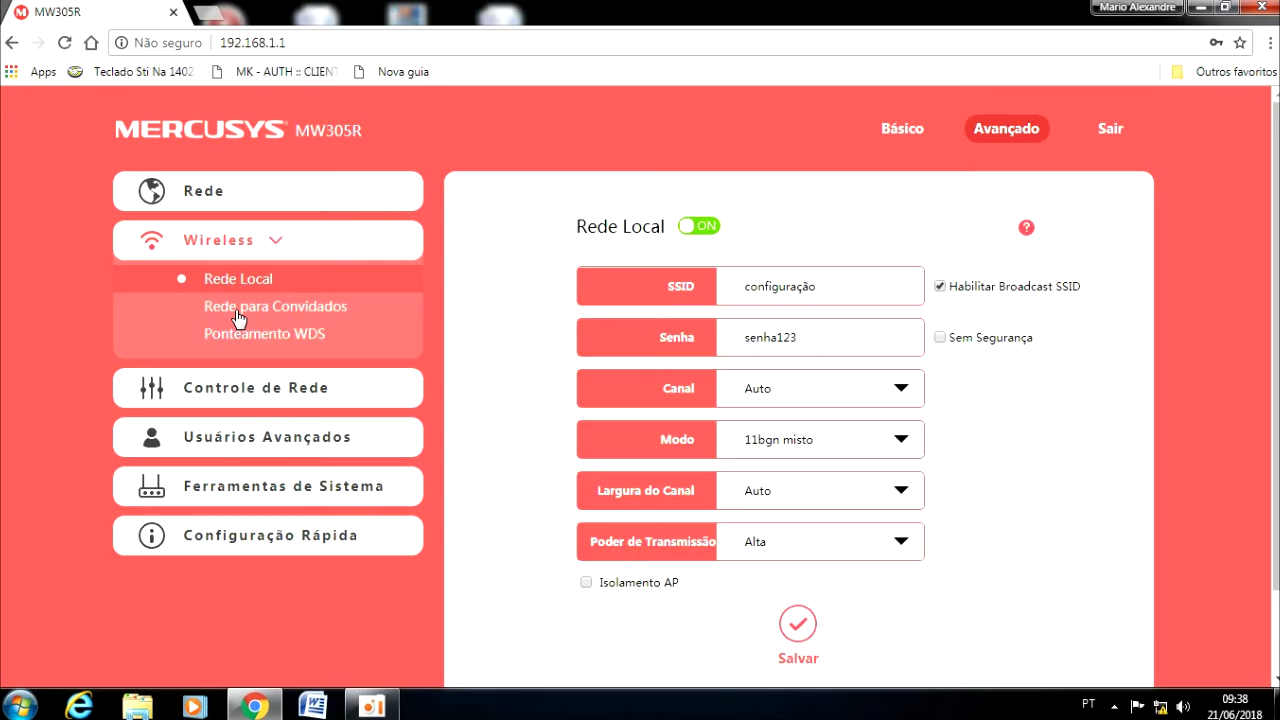 MW305R
Mario Alexandre
Não seguro
192.168.1.1
Apps
Teclado Sti Na 1402
MK - AUTH :: CLIENT
Nova guia
Outros favoritos
MERCUSYS MW305R
Básico
Avançado
Sair
Rede
Wireless
Rede Local
Rede para Convidados
Ponteamento WDS
Controle de Rede
Usuários Avançados
Ferramentas de Sistema
Configuração Rápida
Rede Local ON
?
SSID configuração Habilitar Broadcast SSID
Senha senha123 Sem Segurança
Canal Auto
Modo 11bgn misto
Largura do Canal Auto
Poder de Transmissão Alta
Isolamento AP
Salvar
PT
09:38
21/06/2018